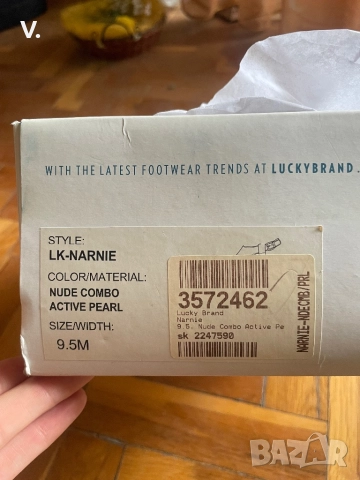 V.
WITH THE LATEST FOOTWEAR TRENDS AT LUCKYBRAND.
STYLE:
LK-NARNIE
COLOR/MATERIAL:
NUDE COMBO
ACTIVE PEARL
SIZE/WIDTH:
9.5M
3572462
Lucky Brand
Narnie
9.5, Nude Combo Active Pe
sk 2247590
NARNIE-NDECMB/PRL
BAZAR
bg